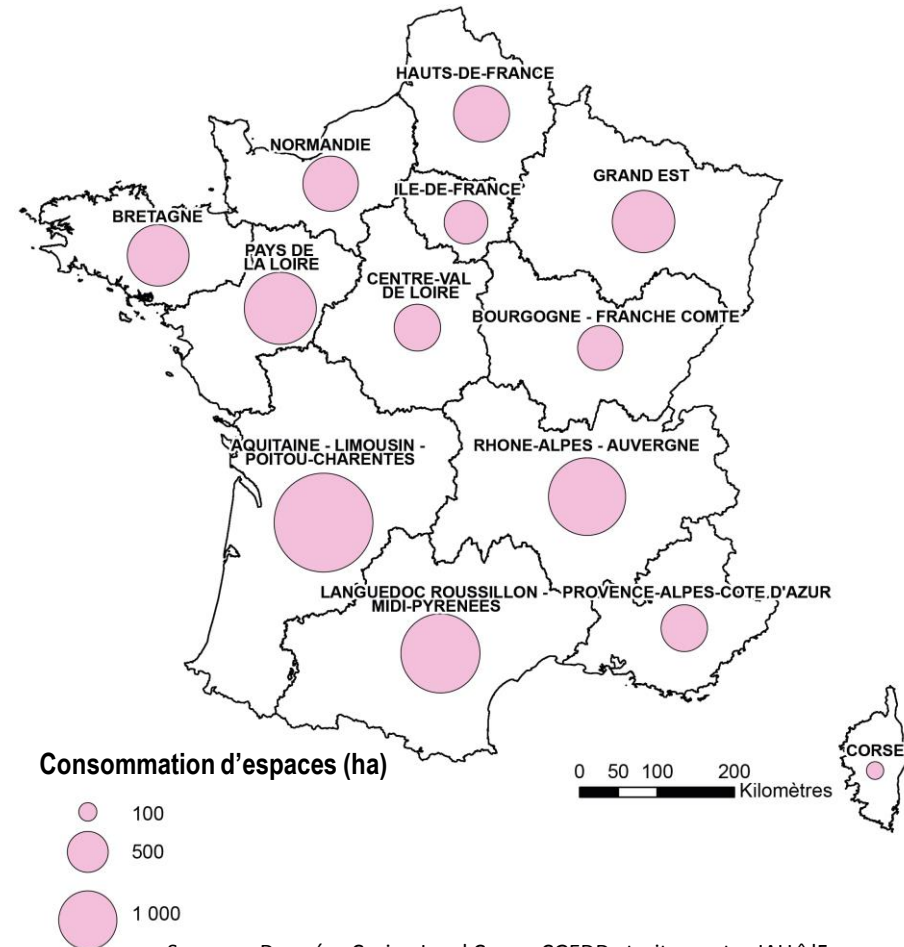 HAUTS-DE-FRANCE
NORMANDIE
ILE-DE-FRANCE
GRAND EST
BRETAGNE
PAYS DE
LA LOIRE
CENTRE-VAL
DE LOIRE
BOURGOGNE - FRANCHE COMTE
AQUITAINE - LIMOUSIN -
POITOU-CHARENTES
RHONE-ALPES - AUVERGNE
LANGUEDOC ROUSSILLON -
MIDI-PYRENEES
PROVENCE-ALPES-COTE D'AZUR
CORSE
Consommation d'espaces (ha)
0 50 100 200
Kilomètres
100
500
1 000